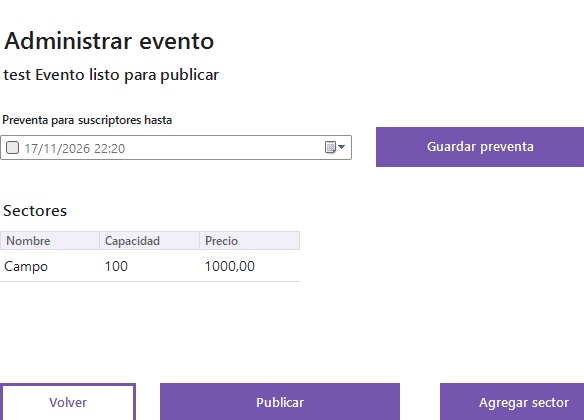 Administrar evento
test Evento listo para publicar
Preventa para suscriptores hasta
17/11/2026 22:20
Guardar preventa
Sectores
Nombre Capacidad Precio
Campo 100 1000,00
Volver Publicar Agregar sector